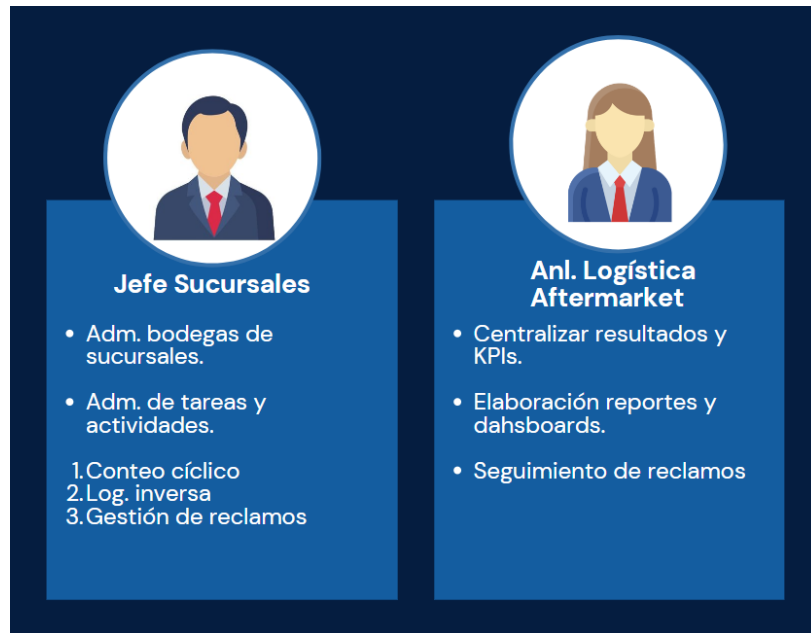 Jefe Sucursales
• Adm. bodegas de
sucursales.
• Adm. de tareas y
actividades.
1.Conteo cíclico
2.Log. inversa
3.Gestión de reclamos
Anl. Logística
Aftermarket
• Centralizar resultados y
KPIs.
• Elaboración reportes y
dahsboards.
• Seguimiento de reclamos